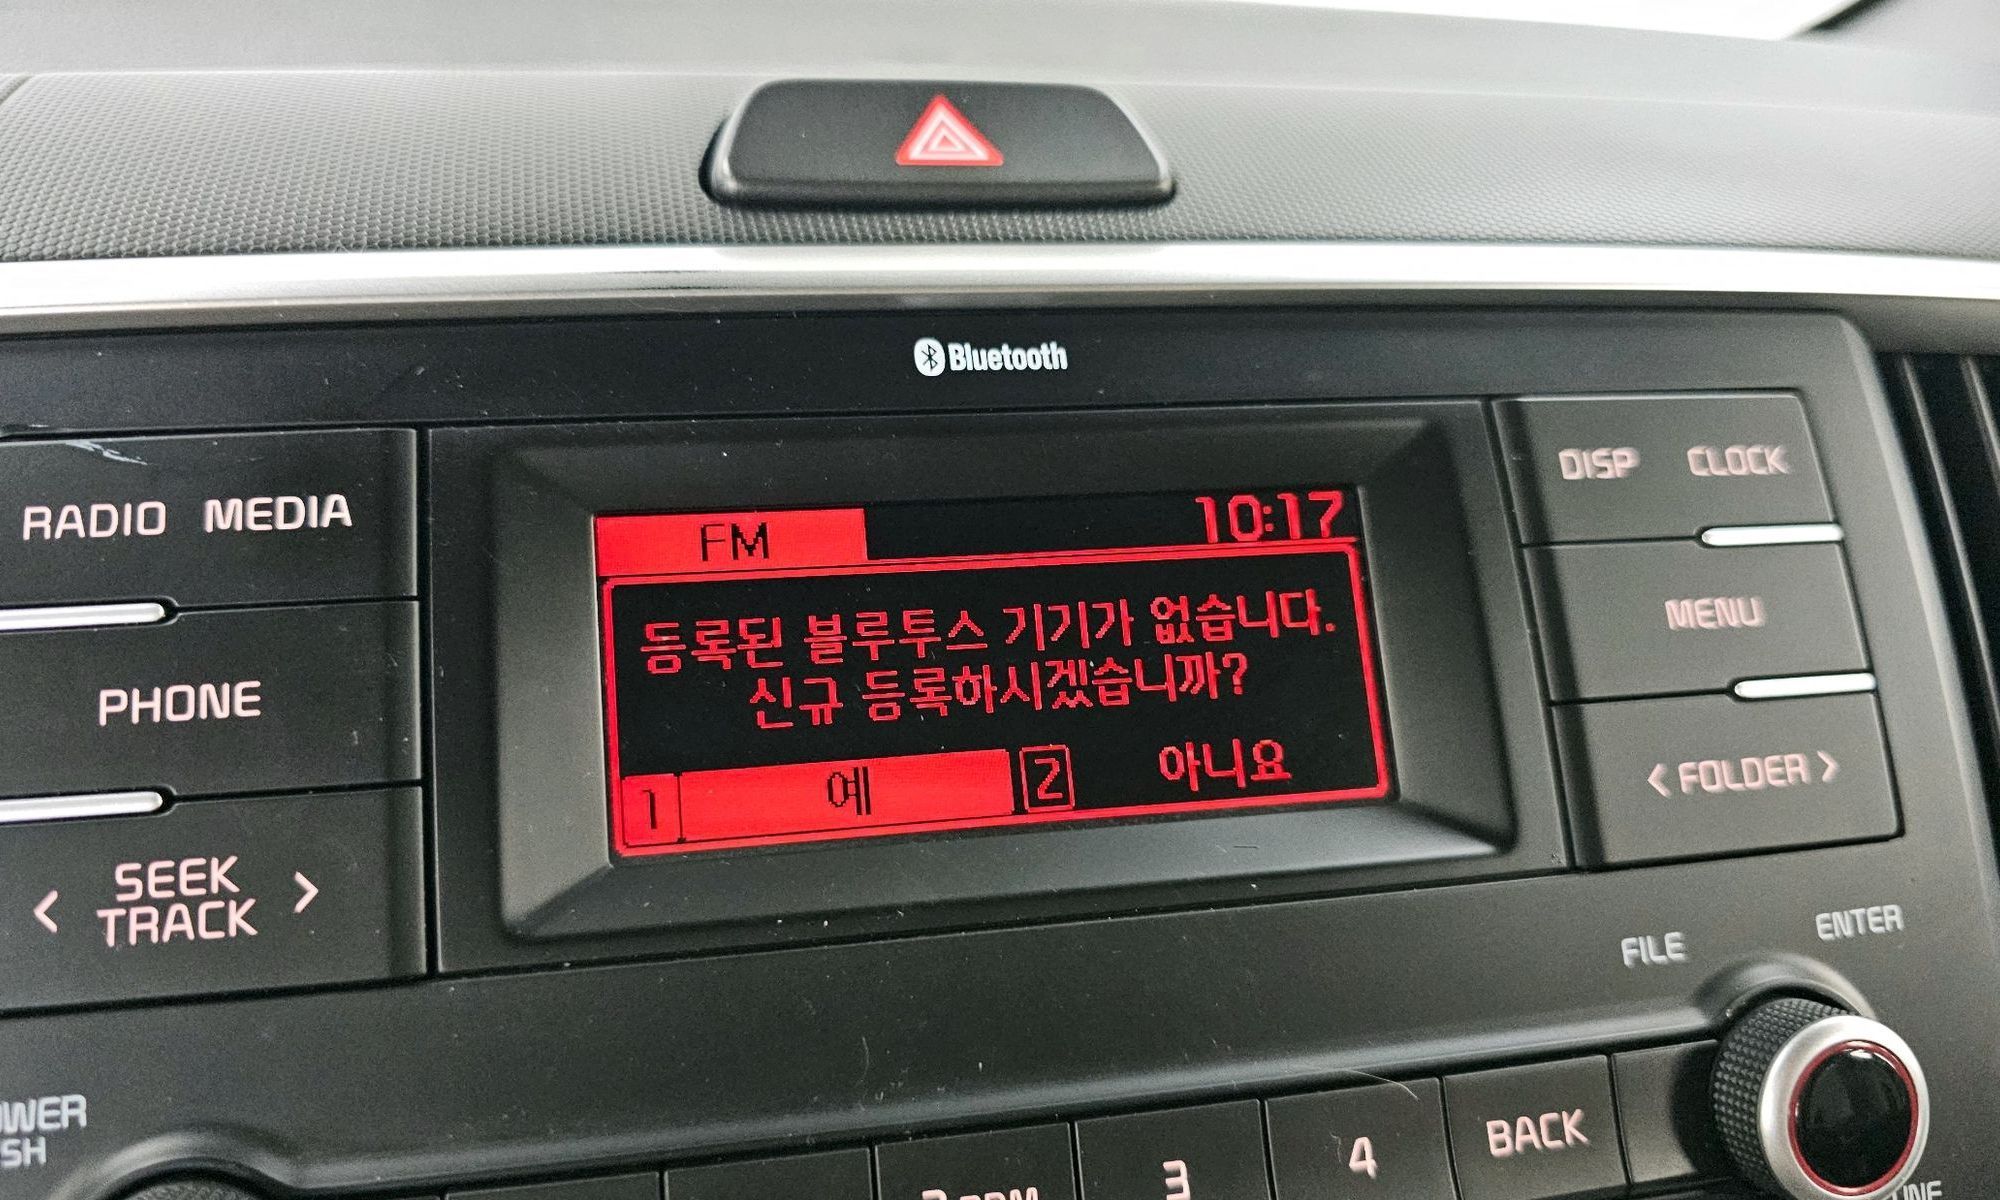 Bluetooth
RADIO MEDIA
DISP CLOCK
FM 10:17
등록된 블루투스 기기가 없습니다.
신규 등록하시겠습니까?
1 예 2 아니요
PHONE
MENU
< SEEK TRACK >
< FOLDER >
FILE
ENTER
3
4
BACK